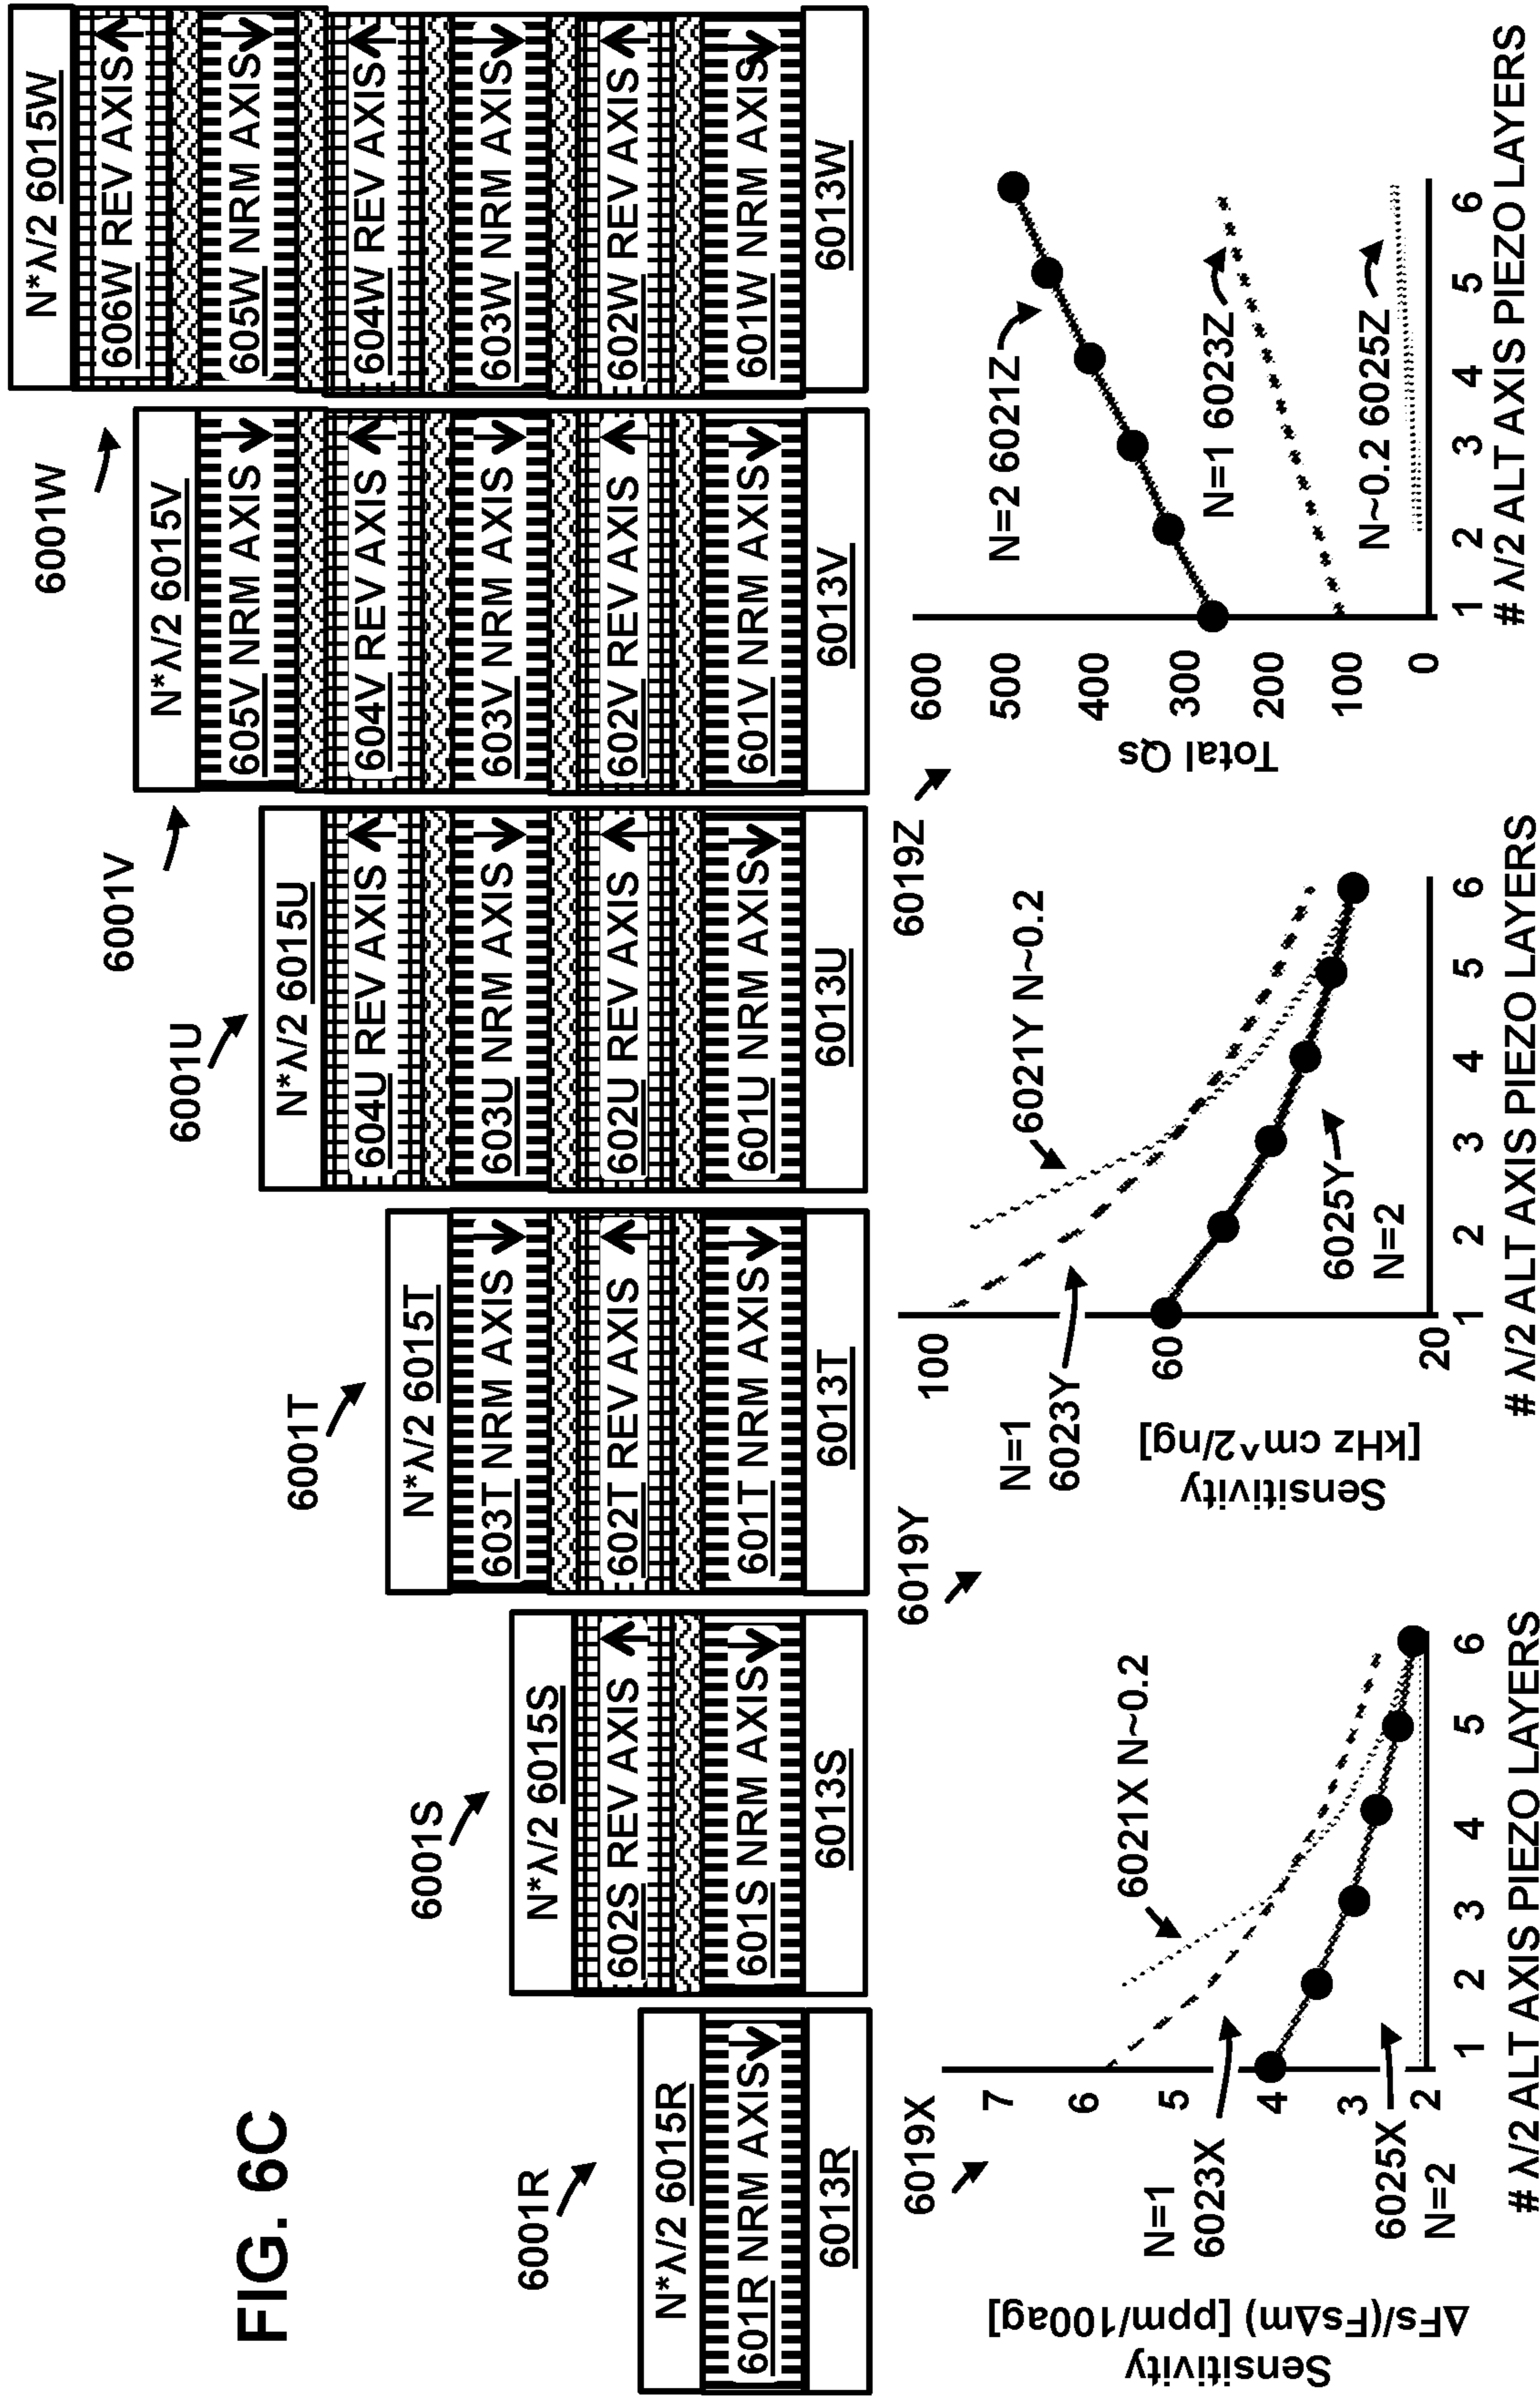 FIG. 6C
6001R
N*λ/2 6015R
601R NRM AXIS
6013R
6001S
N*λ/2 6015S
602S REV AXIS
601S NRM AXIS
6013S
6001T
N*λ/2 6015T
603T NRM AXIS
602T REV AXIS
601T NRM AXIS
6013T
6001U
N*λ/2 6015U
604U REV AXIS
603U NRM AXIS
602U REV AXIS
601U NRM AXIS
6013U
6001V
N*λ/2 6015V
605V NRM AXIS
604V REV AXIS
603V NRM AXIS
602V REV AXIS
601V NRM AXIS
6013V
6001W
N*λ/2 6015W
606W REV AXIS
605W NRM AXIS
604W REV AXIS
603W NRM AXIS
602W REV AXIS
601W NRM AXIS
6013W
6019X
Sensitivity
ΔFs/(FsΔm) [ppm/100ag]
7
6
5
4
3
2
N=1
6023X
6021X N~0.2
6025X
N=2
1 2 3 4 5 6
# λ/2 ALT AXIS PIEZO LAYERS
6019Y
Sensitivity
[kHz cm^2/ng]
100
60
20
N=1
6023Y
6021Y N~0.2
6025Y
N=2
1 2 3 4 5 6
# λ/2 ALT AXIS PIEZO LAYERS
6019Z
Total Qs
600
500
400
300
200
100
0
N=2 6021Z
N=1 6023Z
N~0.2 6025Z
1 2 3 4 5 6
# λ/2 ALT AXIS PIEZO LAYERS